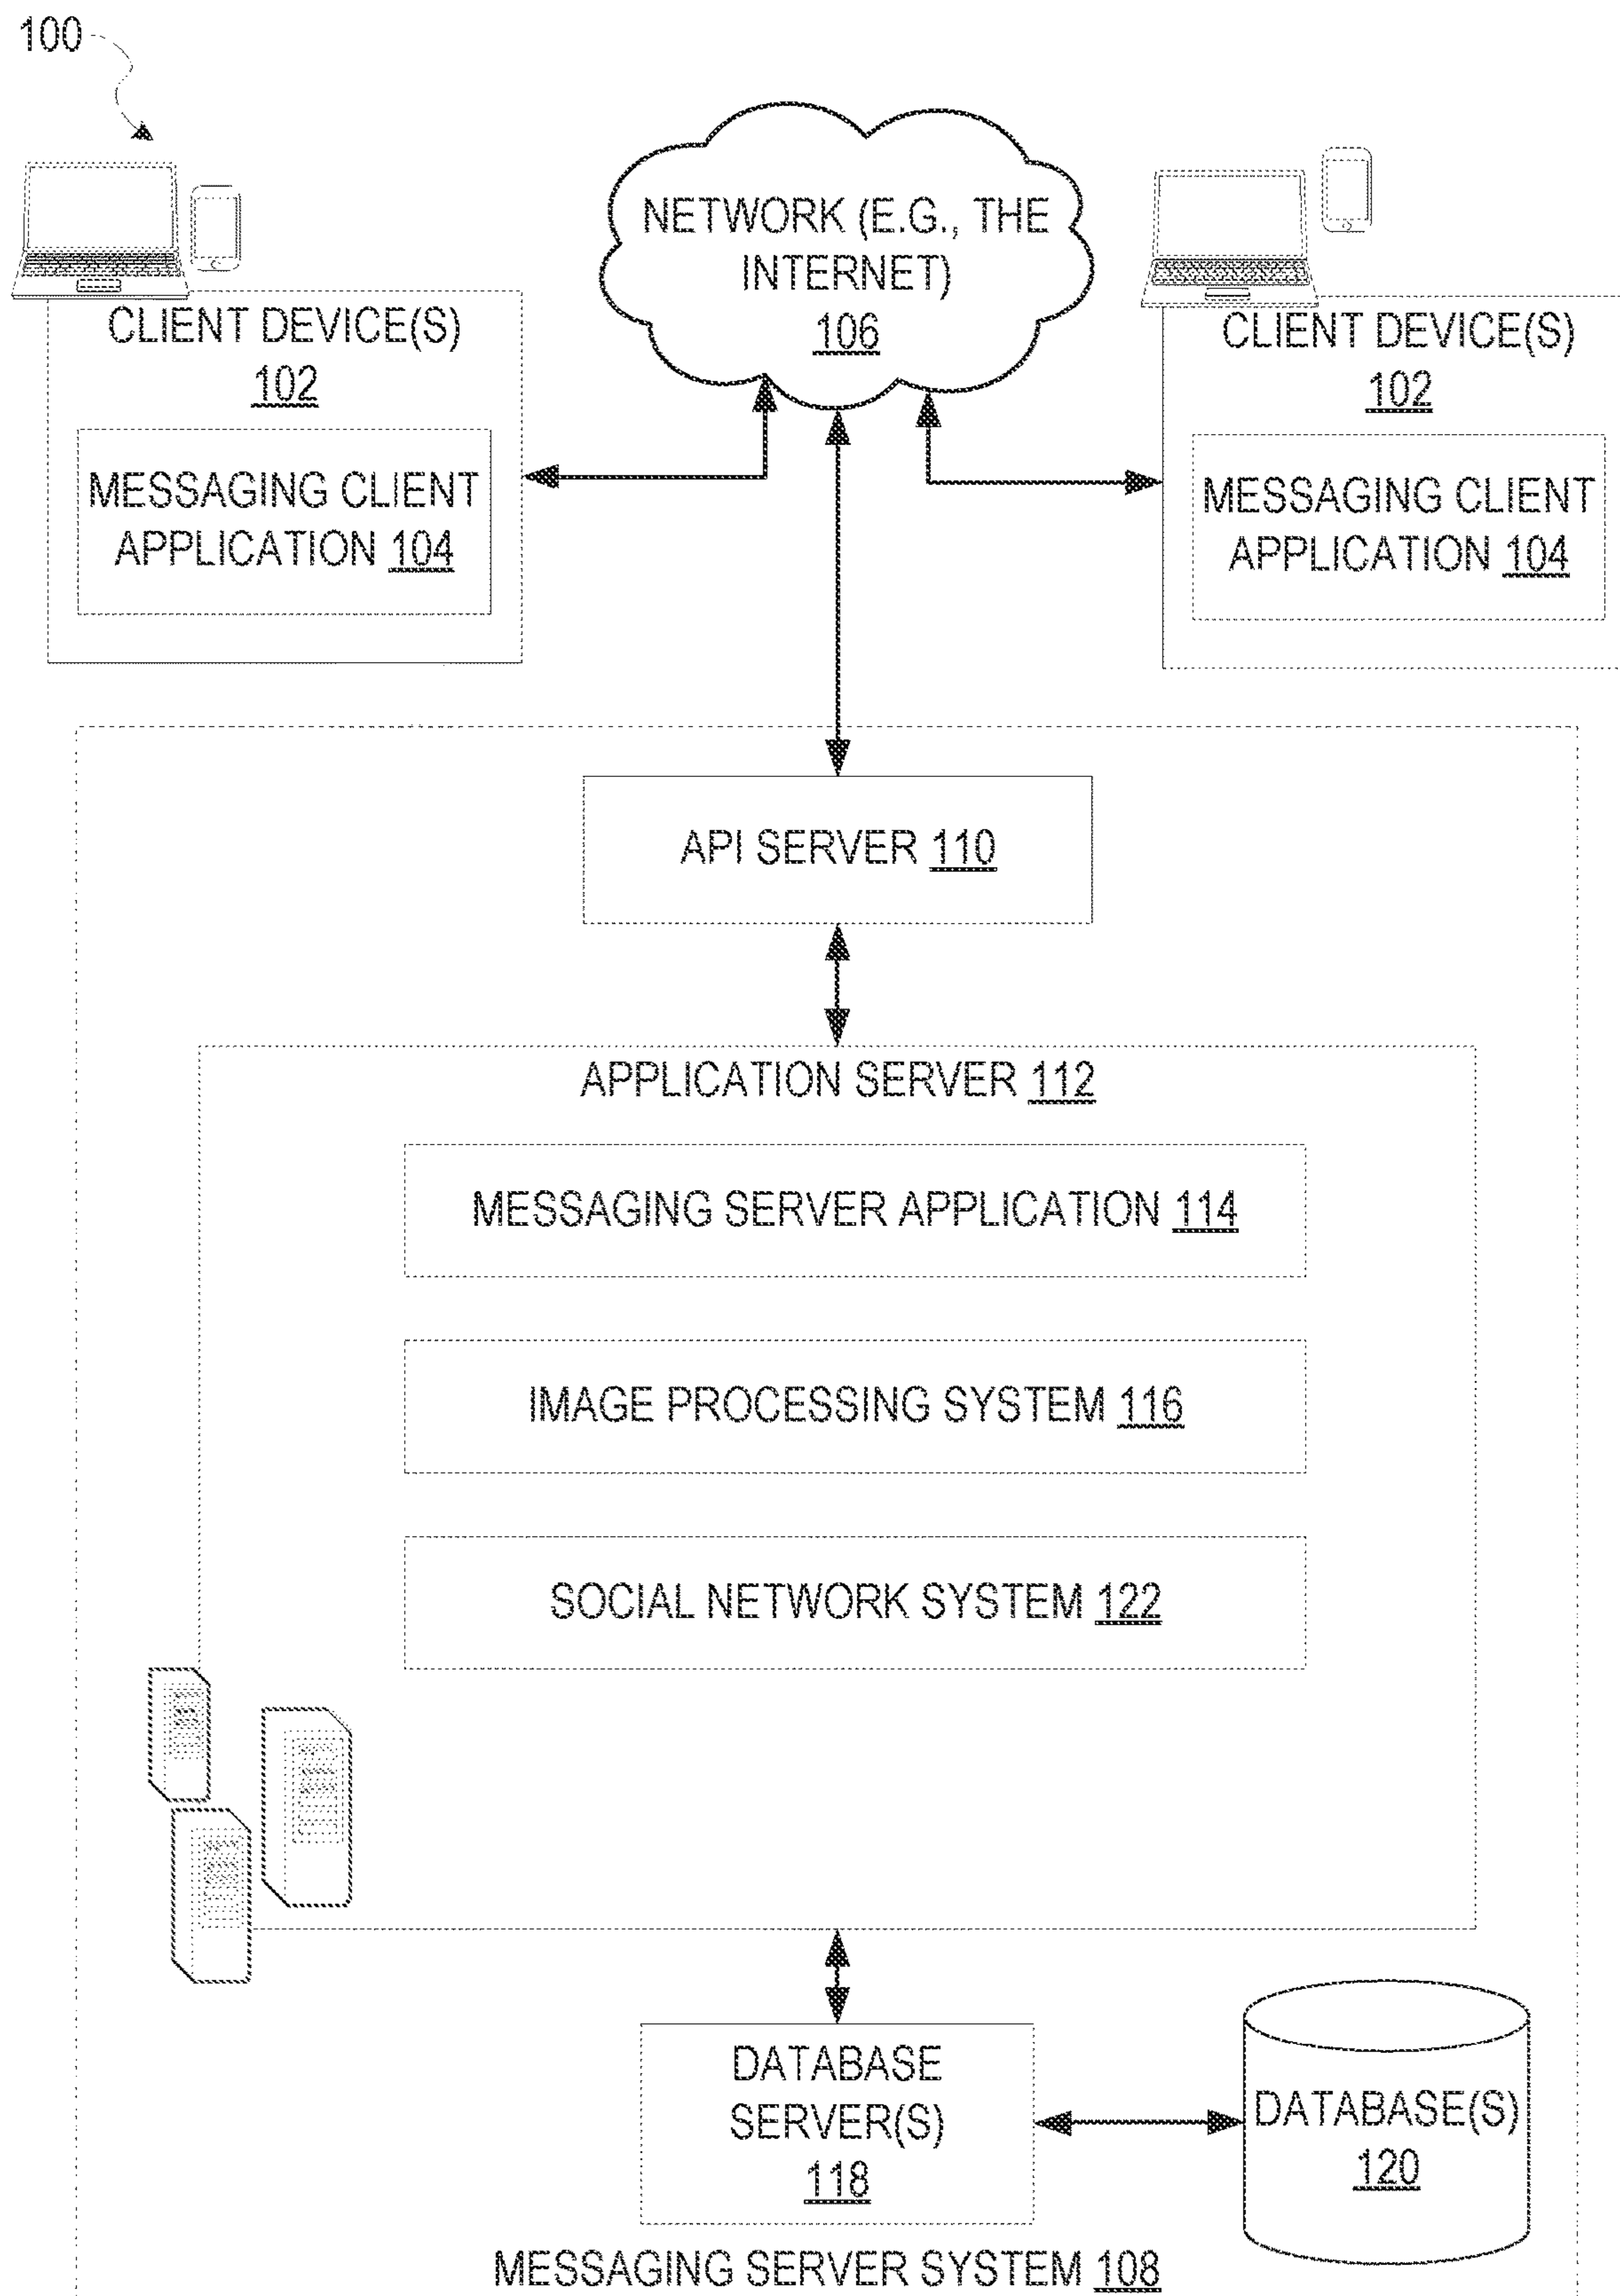 100
NETWORK (E.G., THE
INTERNET)
106
CLIENT DEVICE(S)
102
MESSAGING CLIENT
APPLICATION 104
CLIENT DEVICE(S)
102
MESSAGING CLIENT
APPLICATION 104
API SERVER 110
APPLICATION SERVER 112
MESSAGING SERVER APPLICATION 114
IMAGE PROCESSING SYSTEM 116
SOCIAL NETWORK SYSTEM 122
DATABASE
SERVER(S)
118
DATABASE(S)
120
MESSAGING SERVER SYSTEM 108